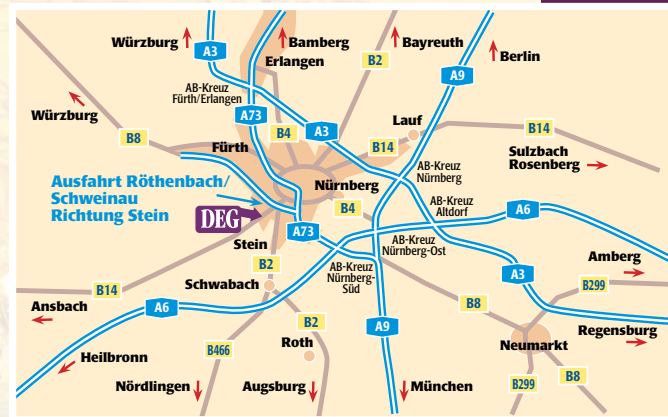 Würzburg
Bamberg
Bayreuth
Berlin
A3
Erlangen
B2
A9
AB-Kreuz
Fürth/Erlangen
Würzburg
A73
Lauf
B8
B4
A3
B14
B14
Fürth
Sulzbach
Rosenberg
AB-Kreuz
Nürnberg
Ausfahrt Röthenbach/
Schweinau
Richtung Stein
Nürnberg
AB-Kreuz
Altdorf
B4
A6
DEG
A73
Stein
AB-Kreuz
Nürnberg-Ost
Amberg
B2
AB-Kreuz
Nürnberg-
Süd
A3
B299
Schwabach
B14
Ansbach
A6
B8
B2
A9
Regensburg
Roth
Neumarkt
Heilbronn
B466
B8
Nördlingen
Augsburg
München
B299